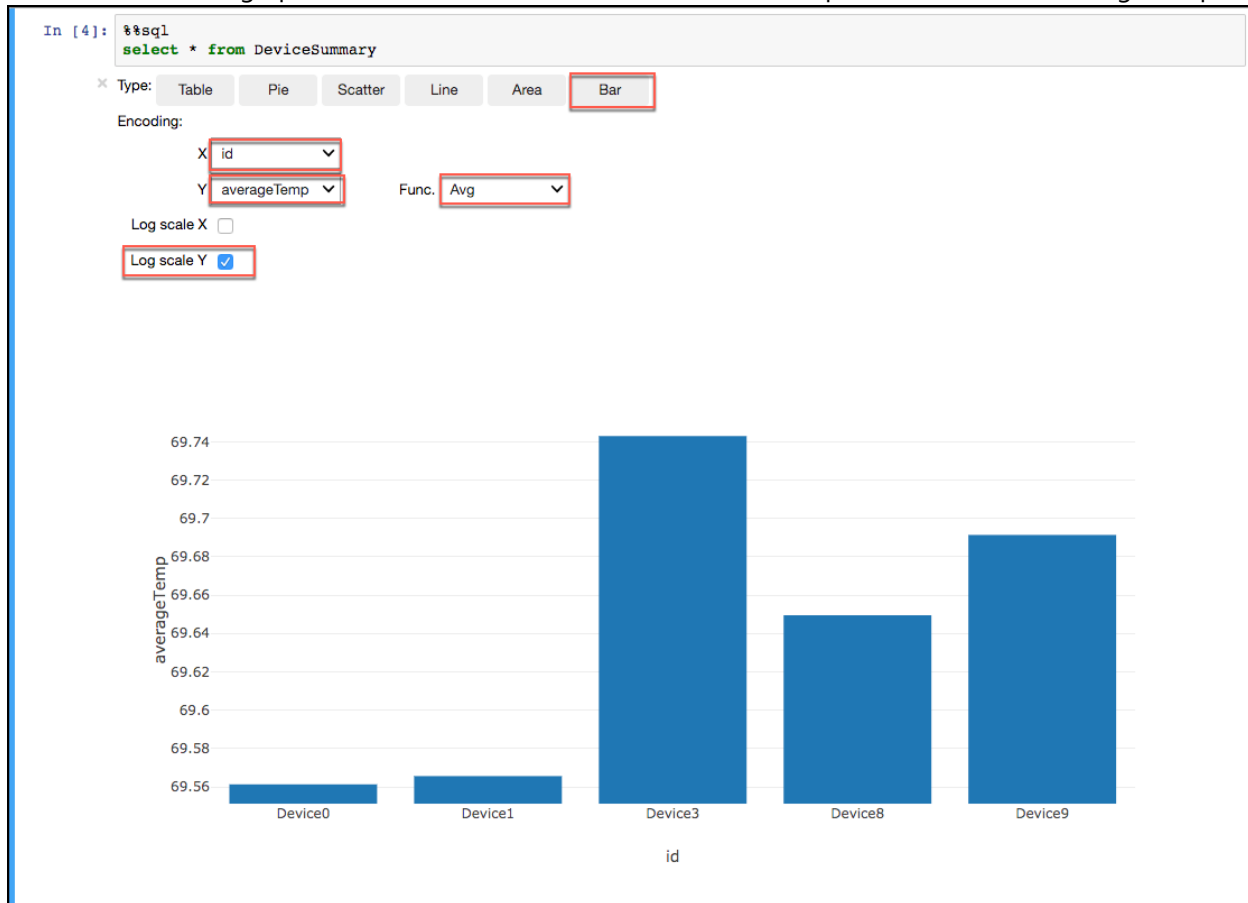 In [4]: %%sql
select * from DeviceSummary
× Type: Table Pie Scatter Line Area Bar
Encoding:
X id
Y averageTemp Func. Avg
Log scale X
Log scale Y
69.74
69.72
69.7
69.68
69.66
69.64
69.62
69.6
69.58
69.56
averageTemp
Device0 Device1 Device3 Device8 Device9
id